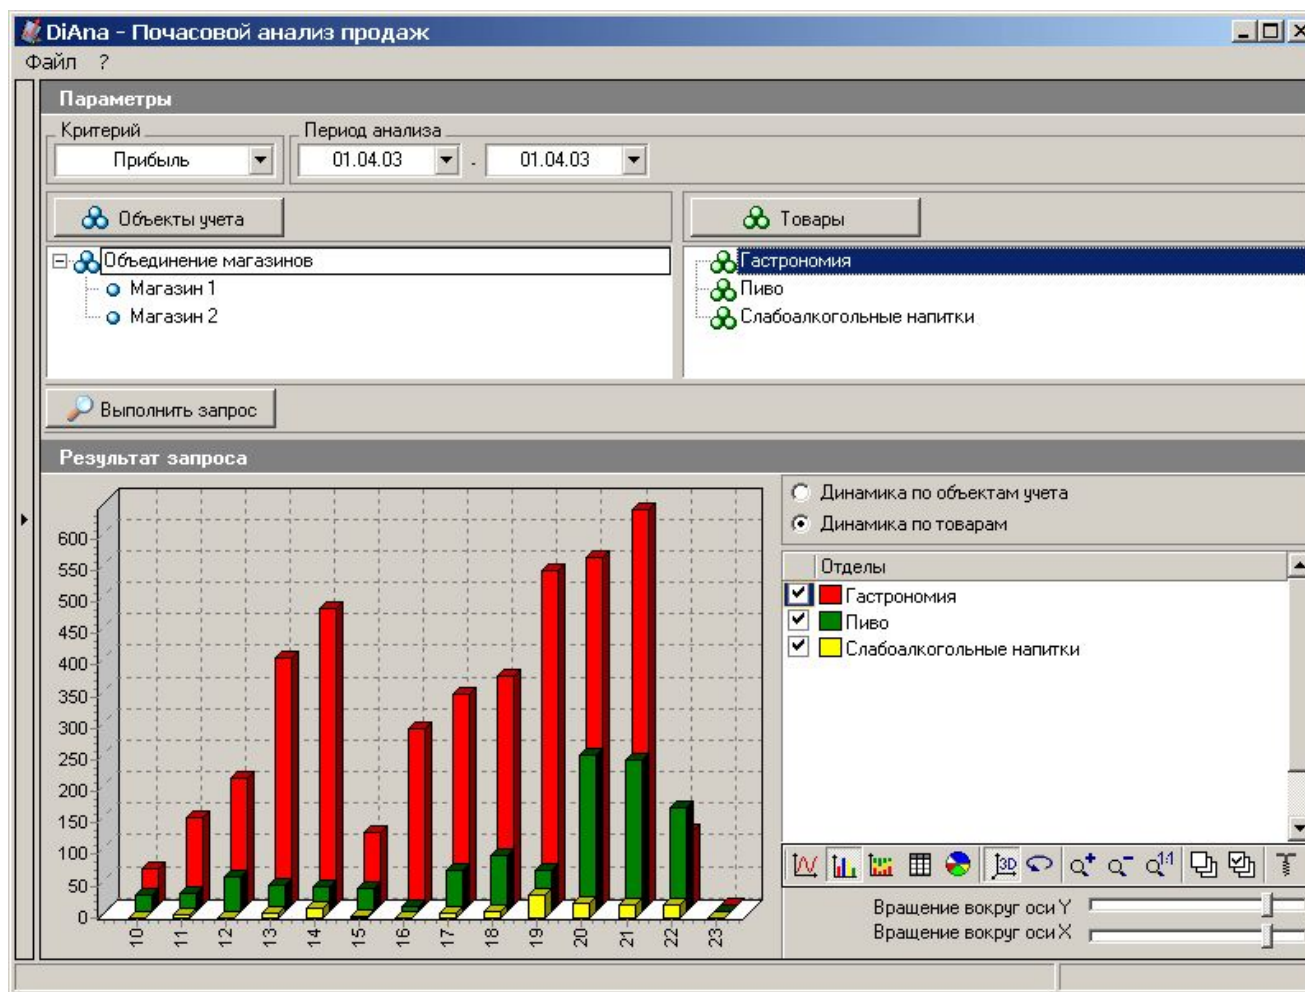 DiAna - Почасовой анализ продаж
Файл ?
Параметры
Критерий Период анализа
Прибыль 01.04.03 - 01.04.03
Объекты учета Товары
Объединение магазинов Гастрономия
Магазин 1 Пиво
Магазин 2 Слабоалкогольные напитки
Выполнить запрос
Результат запроса
Динамика по объектам учета
Динамика по товарам
Отделы
Гастрономия
Пиво
Слабоалкогольные напитки
600
550
500
450
400
350
300
250
200
150
100
50
0
10 11 12 13 14 15 16 17 18 19 20 21 22 23
3D 1:1
Вращение вокруг оси Y
Вращение вокруг оси X